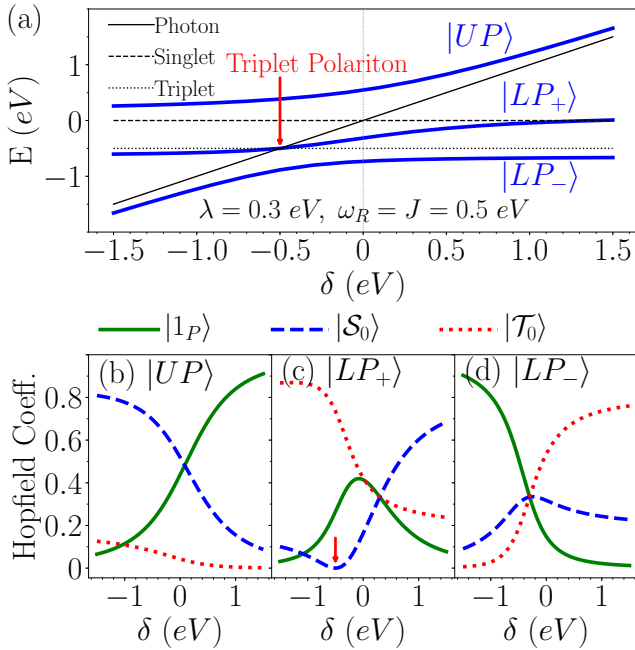 (a)
Photon
Singlet
Triplet
Triplet Polariton
|UP⟩
|LP₊⟩
|LP₋⟩
λ = 0.3 eV, ω_R = J = 0.5 eV
E (eV)
1
0
−1
−1.5 −1.0 −0.5 0 0.5 1.0 1.5
δ (eV)
|1_P⟩ |𝒮₀⟩ |𝒯₀⟩
(b) |UP⟩ (c) |LP₊⟩ (d) |LP₋⟩
Hopfield Coeff.
0.8
0.6
0.4
0.2
0
−1 0 1 −1 0 1 −1 0 1
δ (eV) δ (eV) δ (eV)